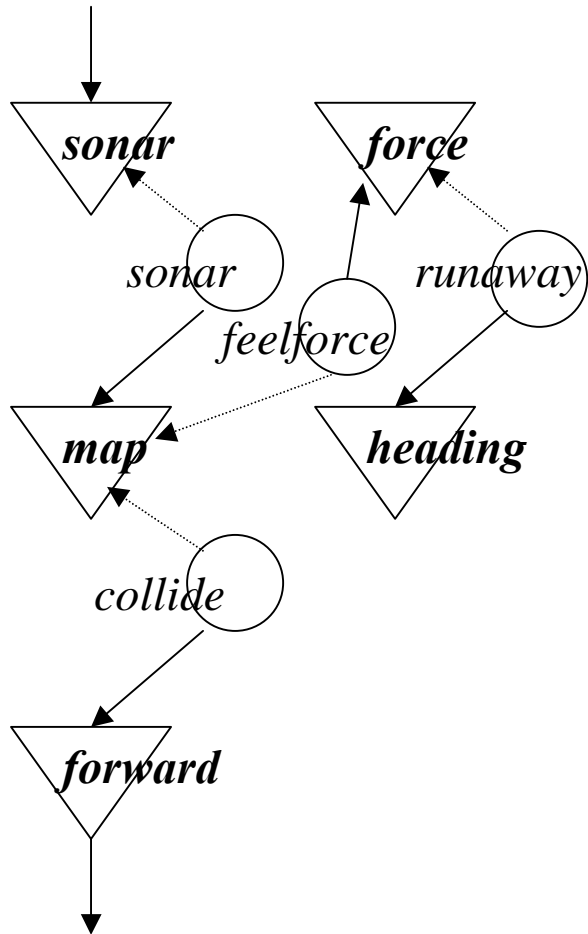 sonar
force
sonar
runaway
feelforce
map
heading
collide
forward